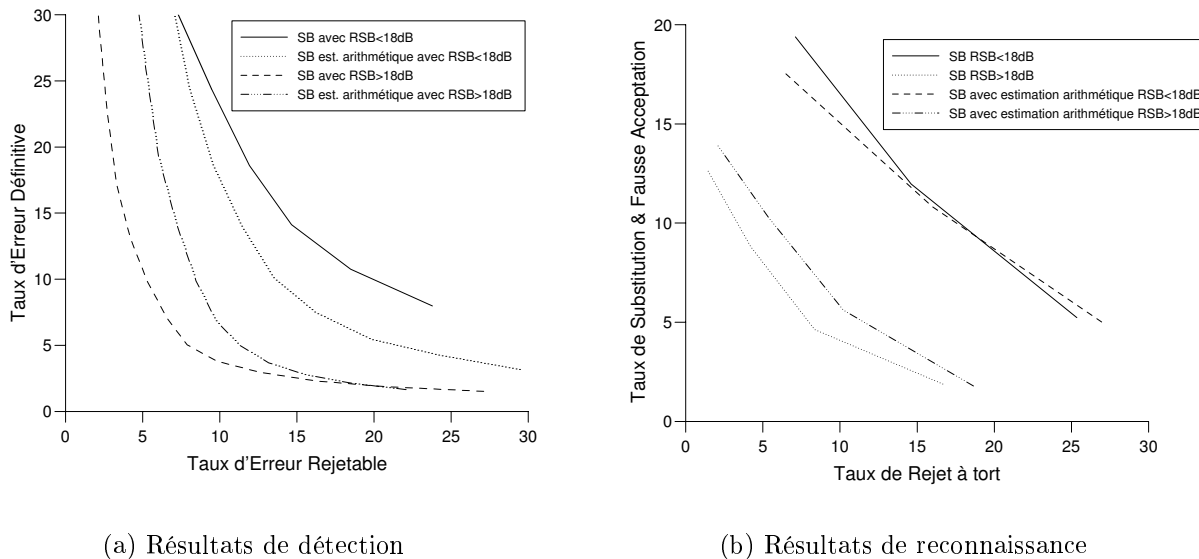 30
25
20
15
10
5
0
Taux d'Erreur Définitive
SB avec RSB<18dB
SB est. arithmétique avec RSB<18dB
SB avec RSB>18dB
SB est. arithmétique avec RSB>18dB
0 5 10 15 20 25 30
Taux d'Erreur Rejetable
(a) Résultats de détection
20
15
10
5
0
Taux de Substitution & Fausse Acceptation
SB RSB<18dB
SB RSB>18dB
SB avec estimation arithmétique RSB<18dB
SB avec estimation arithmétique RSB>18dB
0 5 10 15 20 25 30
Taux de Rejet à tort
(b) Résultats de reconnaissance